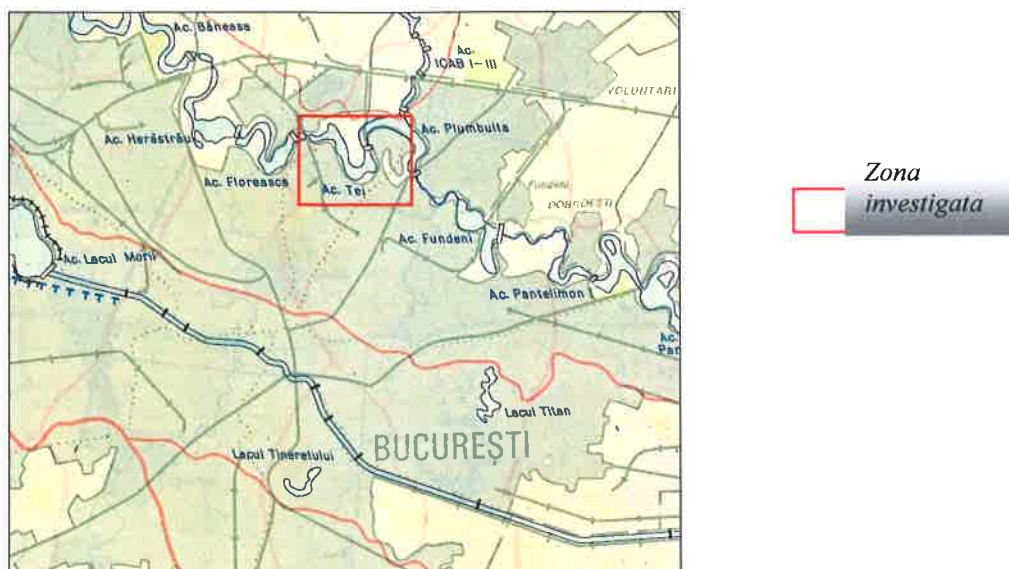 Ac. Băneasa
Ac.
ICAB I-III
VOLUNTARI
Ac. Herăstrău
Ac. Plumbuita
Ac. Floreasca
Ac. Tei
Fundeni
DOBROEȘTI
Ac. Fundeni
Ac. Lacul Morii
Ac. Pantelimon
Ac.
Lacul Titan
BUCUREȘTI
Lacul Tineretului
Zona
investigata